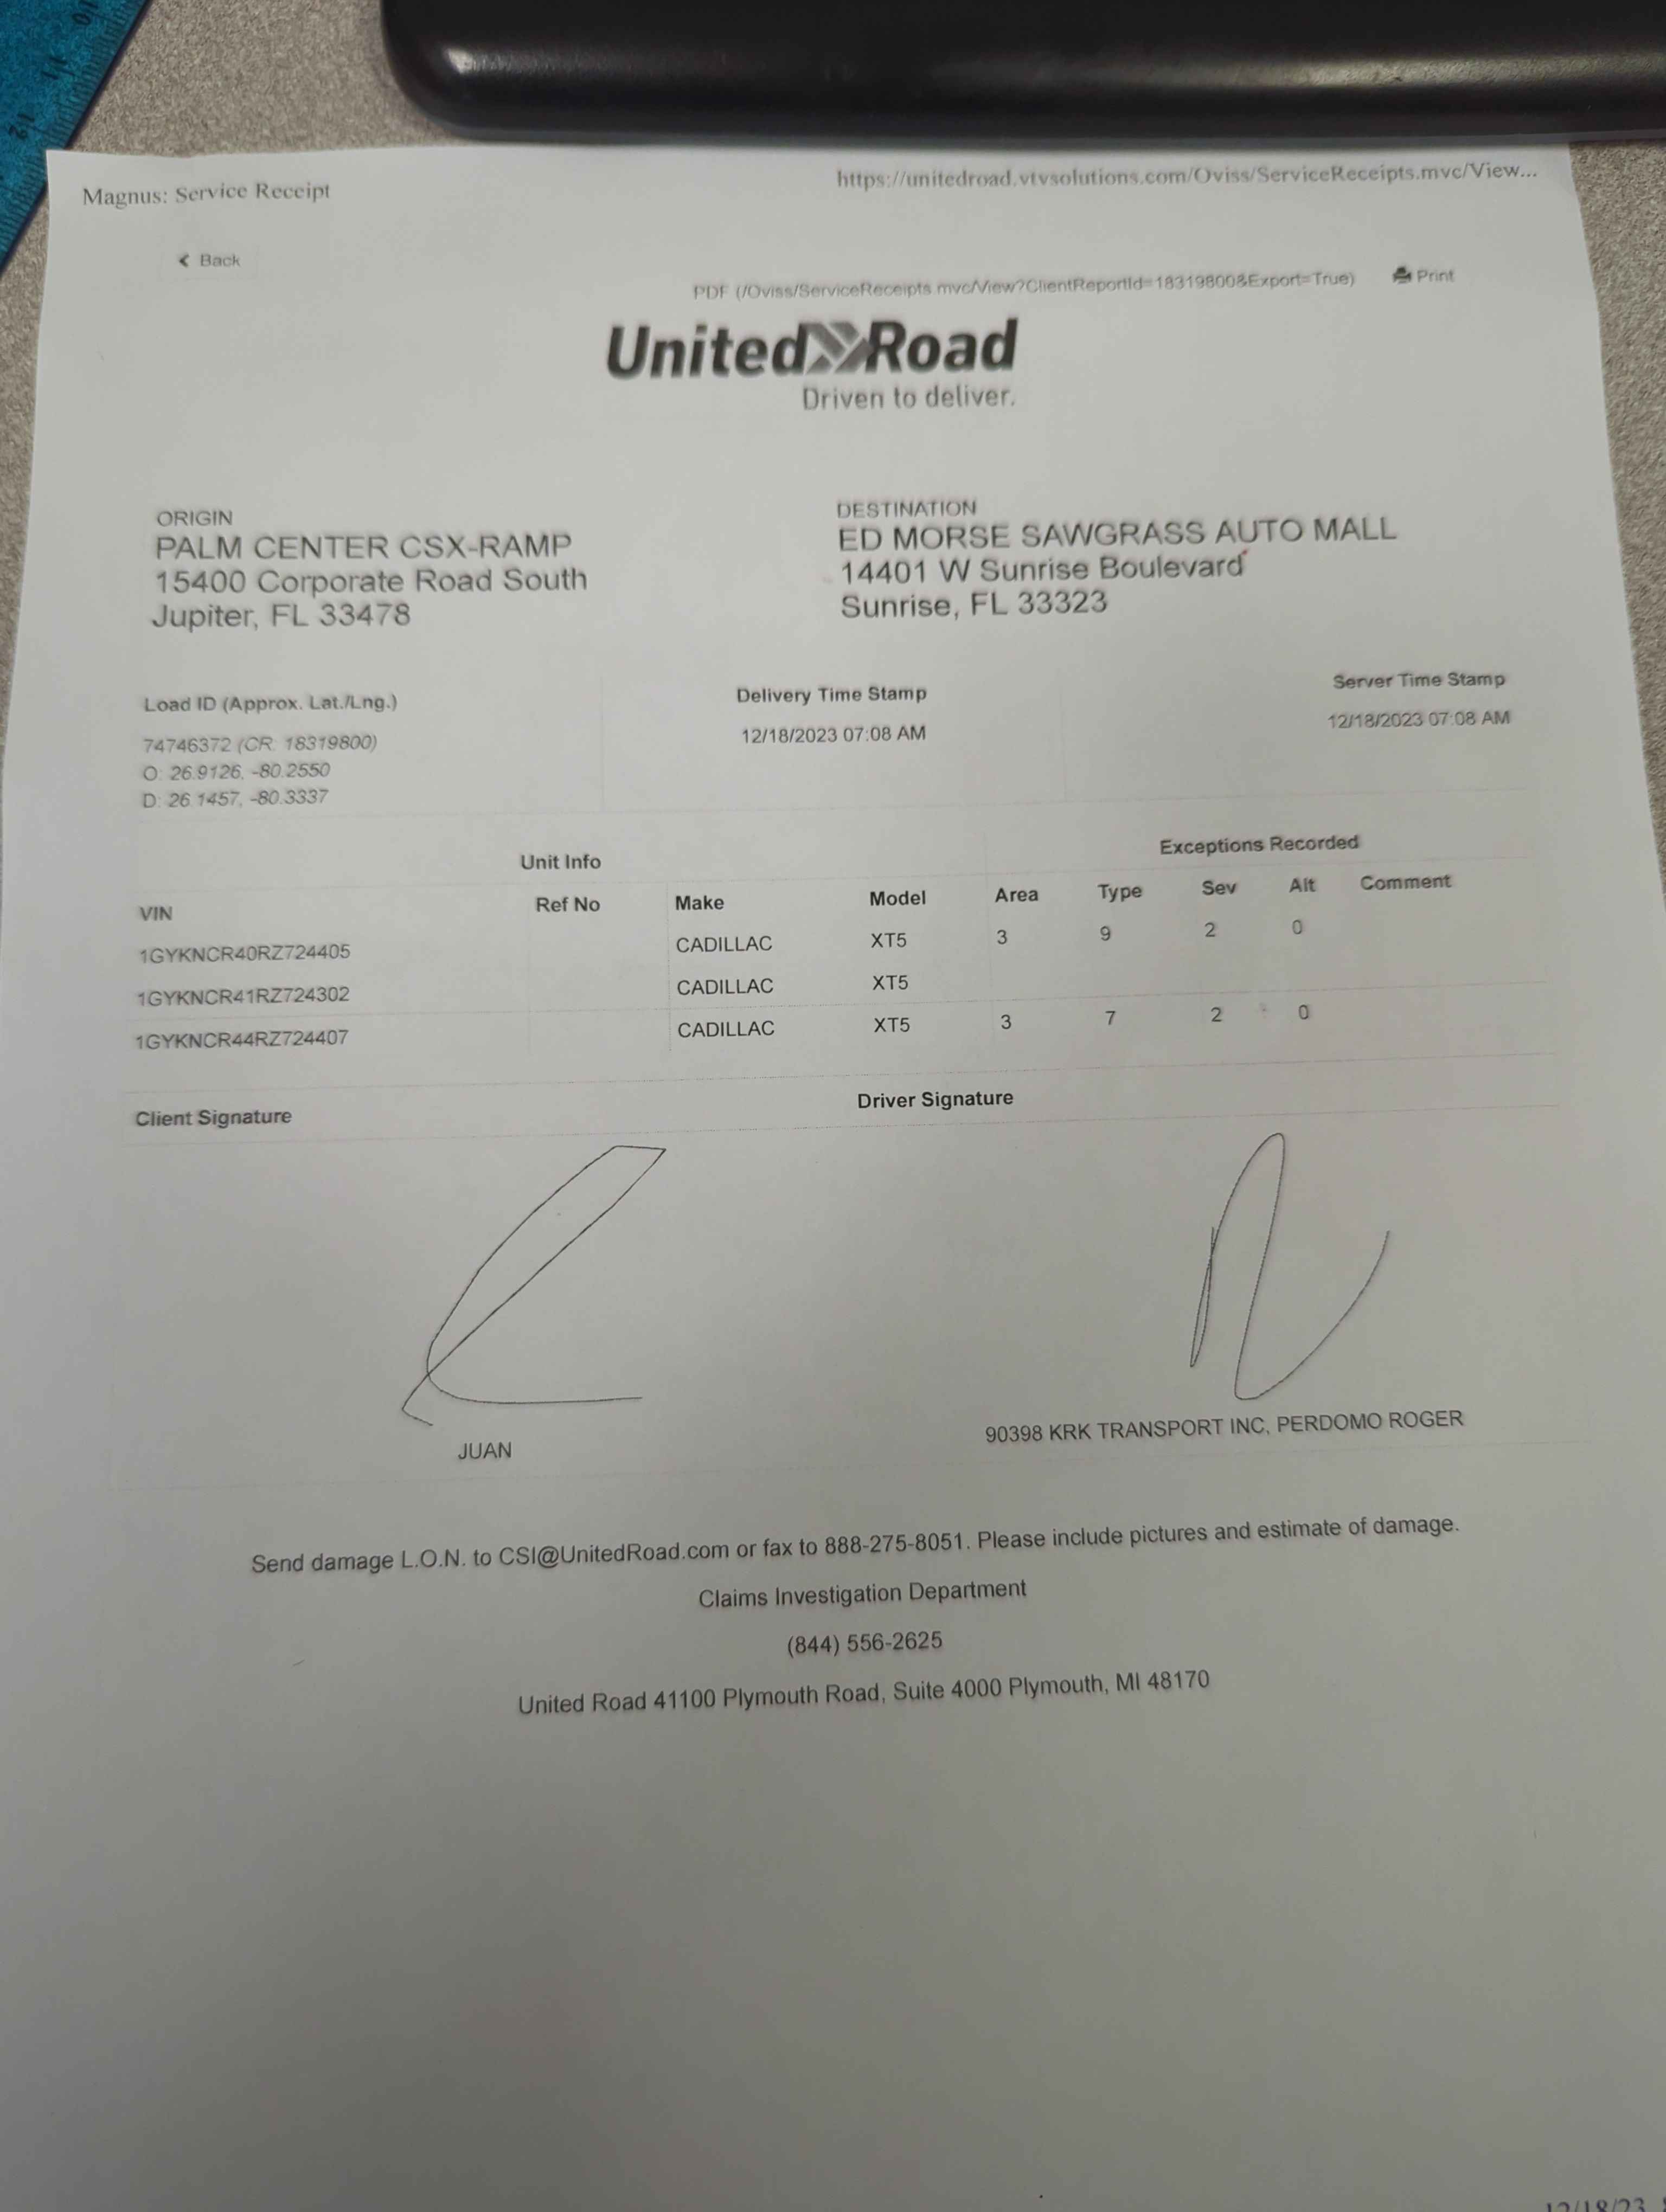 Magnus: Service Receipt
https://unitedroad.vtvsolutions.com/Oviss/ServiceReceipts.mvc/View...
Back
PDF (/Oviss/ServiceReceipts.mvc/View?ClientReportId=18319800&Export=True)
Print
United Road
Driven to deliver.
ORIGIN
PALM CENTER CSX-RAMP
15400 Corporate Road South
Jupiter, FL 33478
DESTINATION
ED MORSE SAWGRASS AUTO MALL
14401 W Sunrise Boulevard
Sunrise, FL 33323
Load ID (Approx. Lat./Lng.)
74746372 (CR: 18319800)
O: 26.9126, -80.2550
D: 26.1457, -80.3337
Delivery Time Stamp
12/18/2023 07:08 AM
Server Time Stamp
12/18/2023 07:08 AM
Unit Info Exceptions Recorded
VIN Ref No Make Model Area Type Sev Alt Comment
1GYKNCR40RZ724405 CADILLAC XT5 3 9 2 0
1GYKNCR41RZ724302 CADILLAC XT5
1GYKNCR44RZ724407 CADILLAC XT5 3 7 2 0
Client Signature Driver Signature
JUAN
90398 KRK TRANSPORT INC, PERDOMO ROGER
Send damage L.O.N. to CSI@UnitedRoad.com or fax to 888-275-8051. Please include pictures and estimate of damage.
Claims Investigation Department
(844) 556-2625
United Road 41100 Plymouth Road, Suite 4000 Plymouth, MI 48170